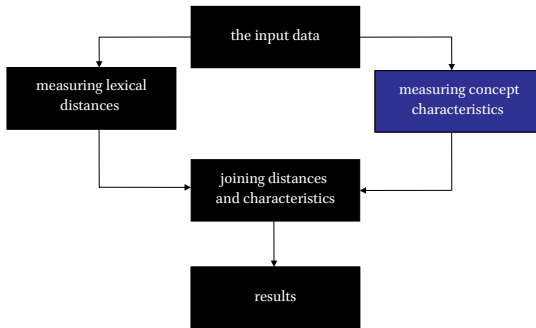 the input data
measuring lexical
distances
measuring concept
characteristics
joining distances
and characteristics
results